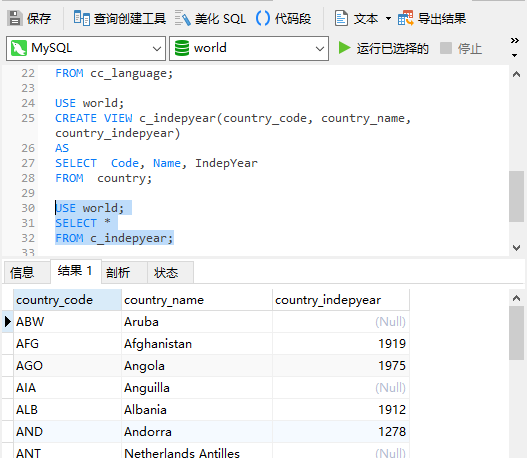 保存 查询创建工具 美化 SQL () 代码段 文本 导出结果
MySQL world 运行已选择的 停止
22 FROM cc_language;
23
24 USE world;
25 CREATE VIEW c_indepyear(country_code, country_name,
country_indepyear)
26 AS
27 SELECT Code, Name, IndepYear
28 FROM country;
29
30 USE world;
31 SELECT *
32 FROM c_indepyear;
33
信息 结果 1 剖析 状态
country_code country_name country_indepyear
ABW Aruba (Null)
AFG Afghanistan 1919
AGO Angola 1975
AIA Anguilla (Null)
ALB Albania 1912
AND Andorra 1278
ANT Netherlands Antilles (Null)